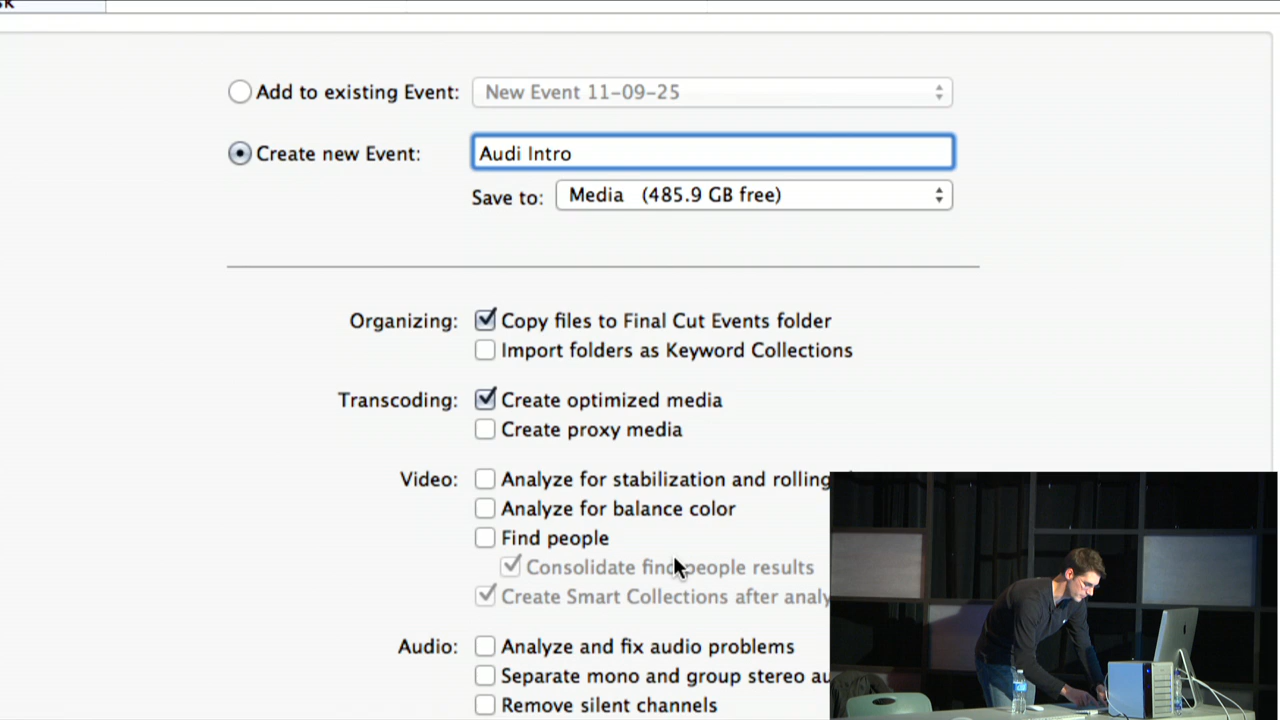 Add to existing Event: New Event 11-09-25
Create new Event: Audi Intro
Save to: Media (485.9 GB free)
Organizing: Copy files to Final Cut Events folder
Import folders as Keyword Collections
Transcoding: Create optimized media
Create proxy media
Video: Analyze for stabilization and rolling
Analyze for balance color
Find people
Consolidate find people results
Create Smart Collections after
Audio: Analyze and fix audio problems
Separate mono and group stereo
Remove silent channels